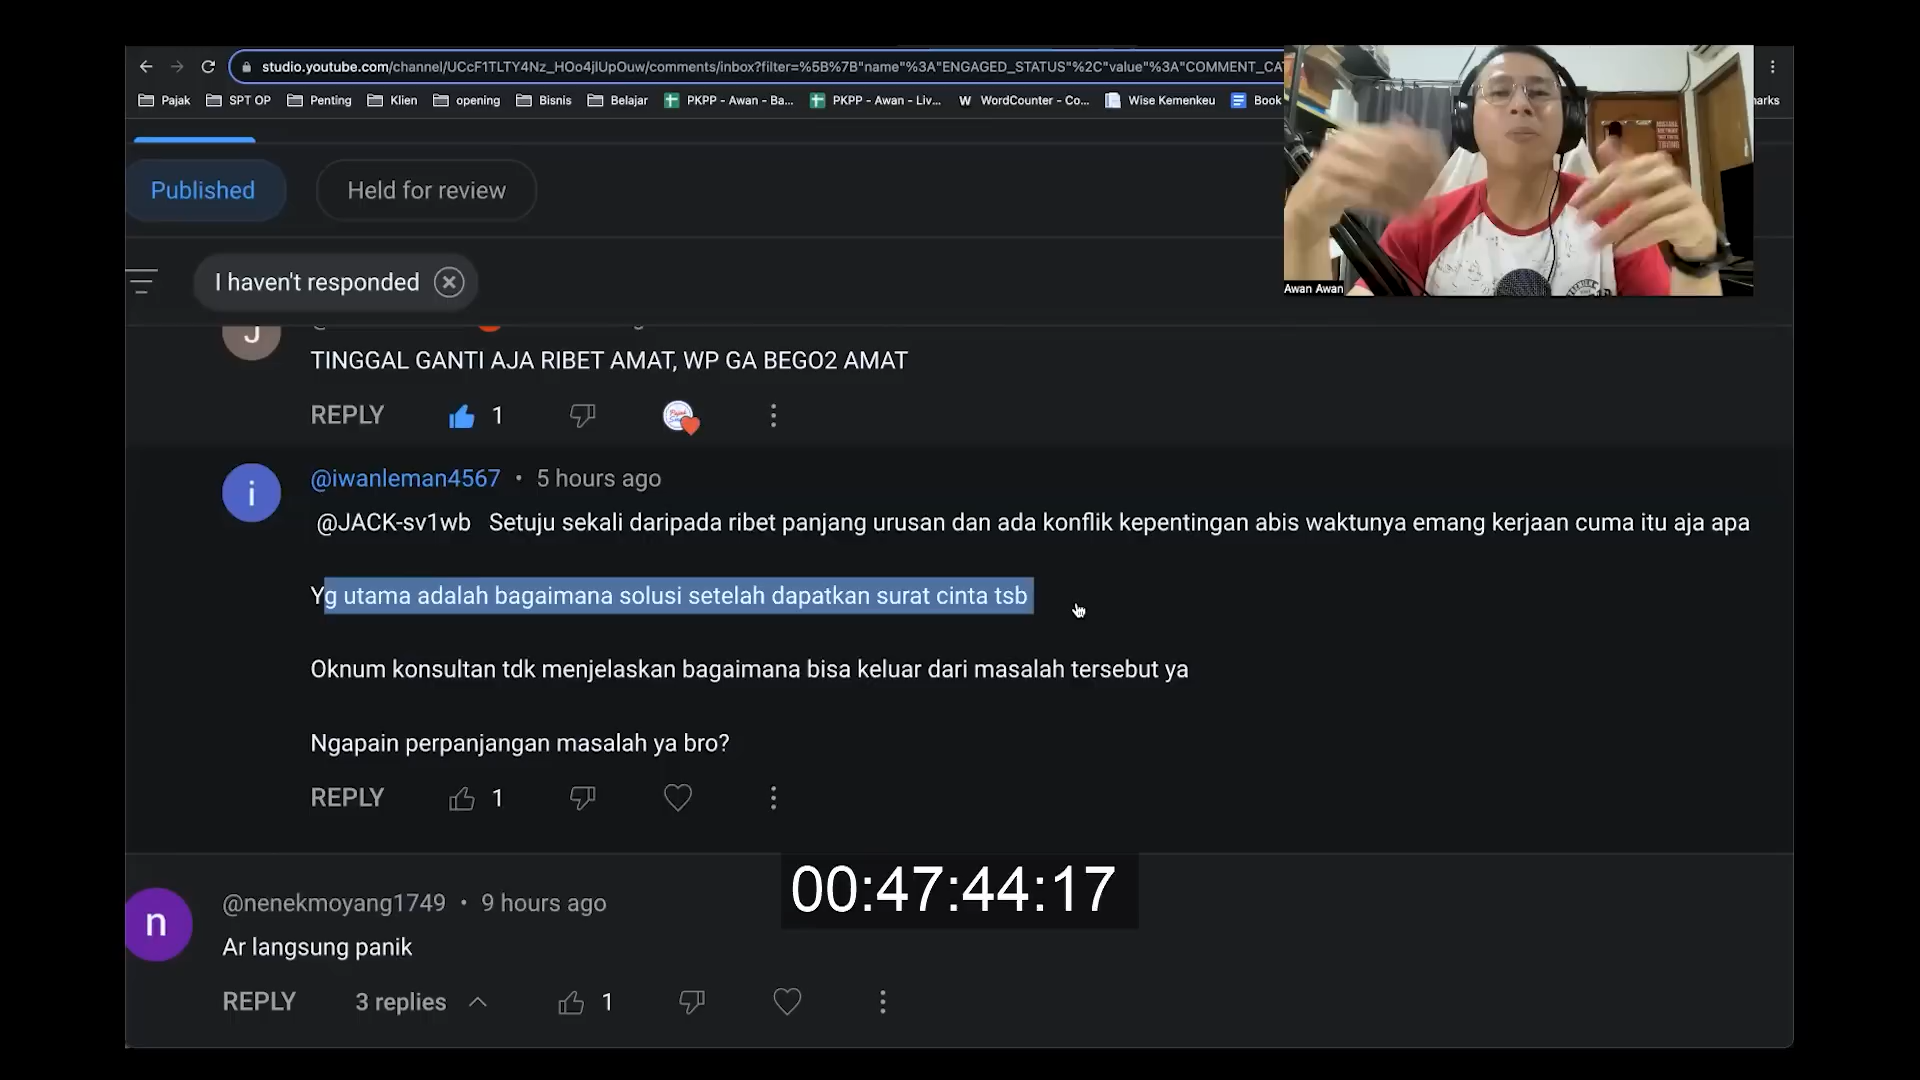 studio.youtube.com/channel/UCcF1TLTY4Nz_HOo4jlUpOuw/comments/inbox?filter=%5B%7B"name"%3A"ENGAGED_STATUS"%2C"value"%3A"COMMENT_CA
Pajak SPT OP Penting Klien opening Bisnis Belajar PKPP - Awan - Ba... PKPP - Awan - Liv... WordCounter - Co... Wise Kemenkeu Book
Awan Awan
Published Held for review
I haven't responded
J
TINGGAL GANTI AJA RIBET AMAT, WP GA BEGO2 AMAT
REPLY 1
i
@iwanleman4567 • 5 hours ago
@JACK-sv1wb Setuju sekali daripada ribet panjang urusan dan ada konflik kepentingan abis waktunya emang kerjaan cuma itu aja apa
Yg utama adalah bagaimana solusi setelah dapatkan surat cinta tsb
Oknum konsultan tdk menjelaskan bagaimana bisa keluar dari masalah tersebut ya
Ngapain perpanjangan masalah ya bro?
REPLY 1
00:47:44:17
n
@nenekmoyang1749 • 9 hours ago
Ar langsung panik
REPLY 3 replies 1